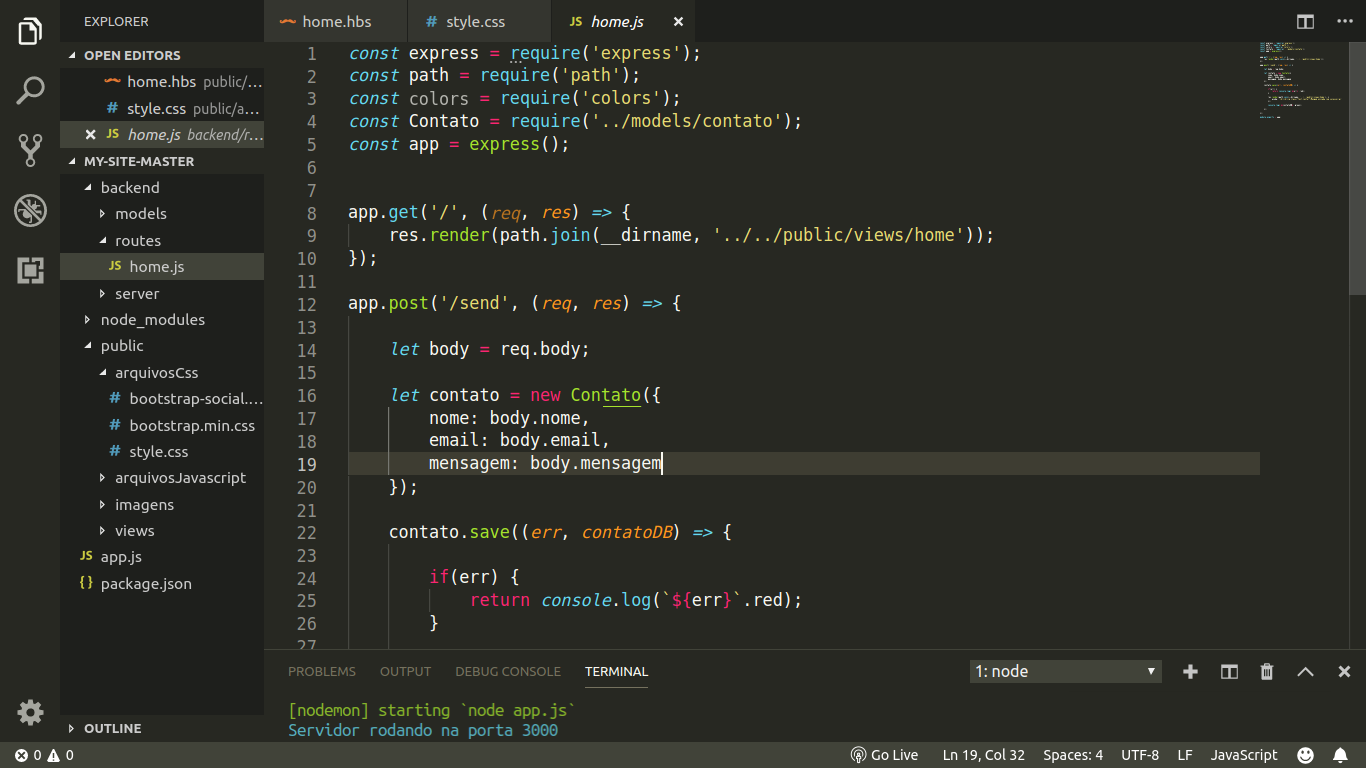 EXPLORER
OPEN EDITORS
home.hbs public/...
# style.css public/a...
JS home.js backend/r...
MY-SITE-MASTER
backend
models
routes
JS home.js
server
node_modules
public
arquivosCss
# bootstrap-social....
# bootstrap.min.css
# style.css
arquivosJavascript
imagens
views
JS app.js
{} package.json
OUTLINE
home.hbs # style.css JS home.js
1 const express = require('express');
2 const path = require('path');
3 const colors = require('colors');
4 const Contato = require('../models/contato');
5 const app = express();
6
7
8 app.get('/', (req, res) => {
9 res.render(path.join(__dirname, '../../public/views/home'));
10 });
11
12 app.post('/send', (req, res) => {
13
14 let body = req.body;
15
16 let contato = new Contato({
17 nome: body.nome,
18 email: body.email,
19 mensagem: body.mensagem
20 });
21
22 contato.save((err, contatoDB) => {
23
24 if(err) {
25 return console.log(`${err}`.red);
26 }
27
PROBLEMS OUTPUT DEBUG CONSOLE TERMINAL 1: node
[nodemon] starting `node app.js`
Servidor rodando na porta 3000
0 0 Go Live Ln 19, Col 32 Spaces: 4 UTF-8 LF JavaScript